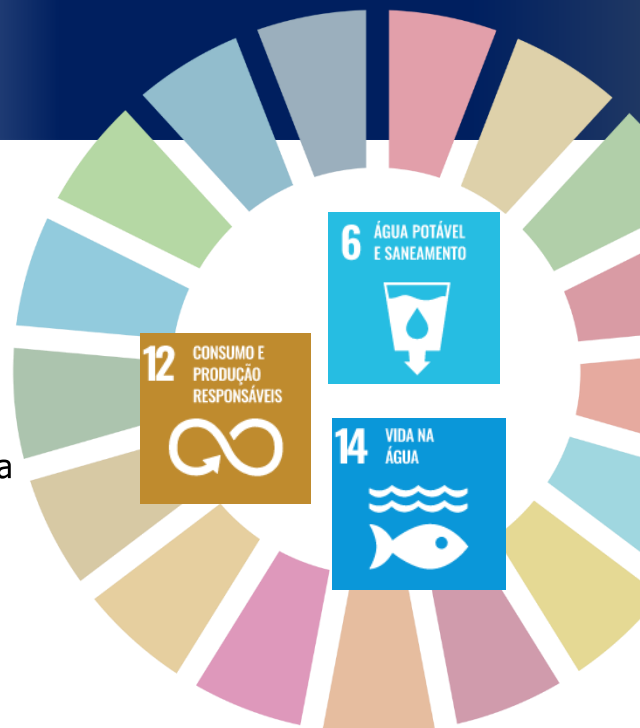 6
ÁGUA POTÁVEL
E SANEAMENTO
12
CONSUMO E
PRODUÇÃO
RESPONSÁVEIS
a
14
VIDA NA
ÁGUA